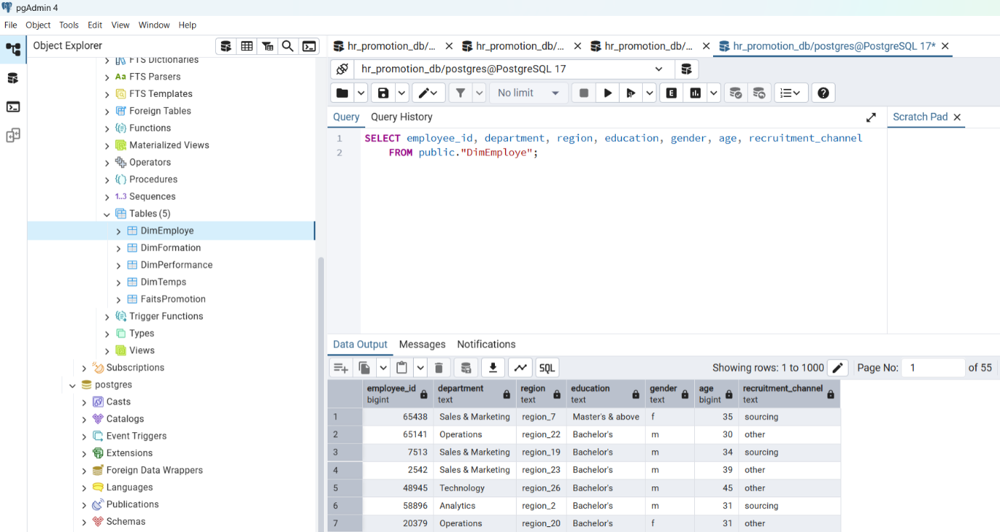 pgAdmin 4
File Object Tools Edit View Window Help
Object Explorer
FTS Dictionaries
Aa FTS Parsers
FTS Templates
Foreign Tables
Functions
Materialized Views
Operators
Procedures
1..3 Sequences
Tables (5)
DimEmploye
DimFormation
DimPerformance
DimTemps
FaitsPromotion
Trigger Functions
Types
Views
Subscriptions
postgres
Casts
Catalogs
Event Triggers
Extensions
Foreign Data Wrappers
Languages
Publications
Schemas
hr_promotion_db/... hr_promotion_db/... hr_promotion_db/... hr_promotion_db/postgres@PostgreSQL 17*
hr_promotion_db/postgres@PostgreSQL 17
No limit E
Query Query History Scratch Pad
1 SELECT employee_id, department, region, education, gender, age, recruitment_channel
2 FROM public."DimEmploye";
Data Output Messages Notifications
SQL Showing rows: 1 to 1000 Page No: 1 of 55
employee_id department region education gender age recruitment_channel
bigint text text text text bigint text
1 65438 Sales & Marketing region_7 Master's & above f 35 sourcing
2 65141 Operations region_22 Bachelor's m 30 other
3 7513 Sales & Marketing region_19 Bachelor's m 34 sourcing
4 2542 Sales & Marketing region_23 Bachelor's m 39 other
5 48945 Technology region_26 Bachelor's m 45 other
6 58896 Analytics region_2 Bachelor's m 31 sourcing
7 20379 Operations region_20 Bachelor's f 31 other